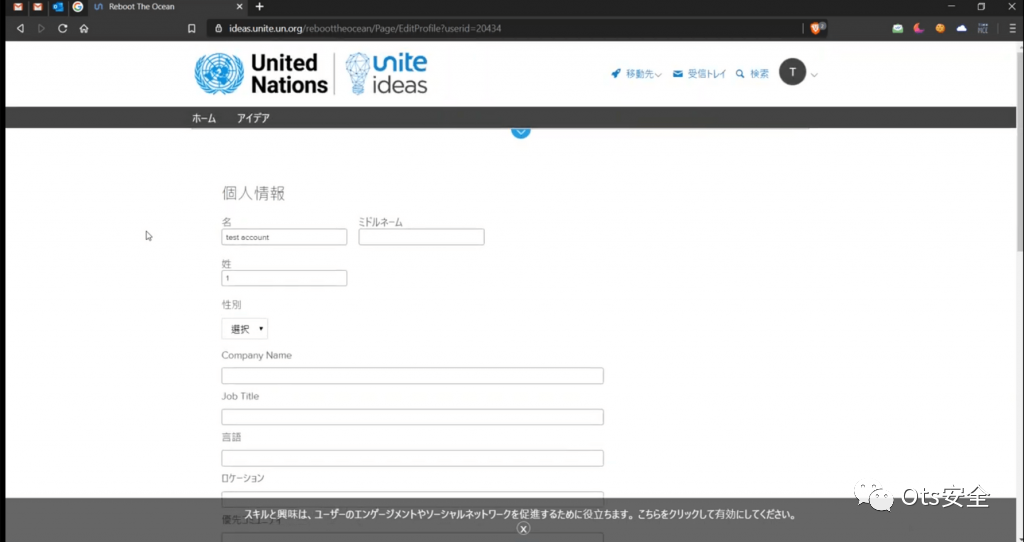 Reboot The Ocean
ideas.unite.un.org/reboottheocean/Page/EditProfile?userid=20434
United
Nations
unite
ideas
移動先
受信トレイ
検索
T
ホーム
アイデア
個人情報
名
ミドルネーム
test account
姓
1
性別
選択
Company Name
Job Title
言語
ロケーション
スキルと興味は、ユーザーのエンゲージメントやソーシャルネットワークを促進するために役立ちます。こちらをクリックして有効にしてください。
X
Ots安全